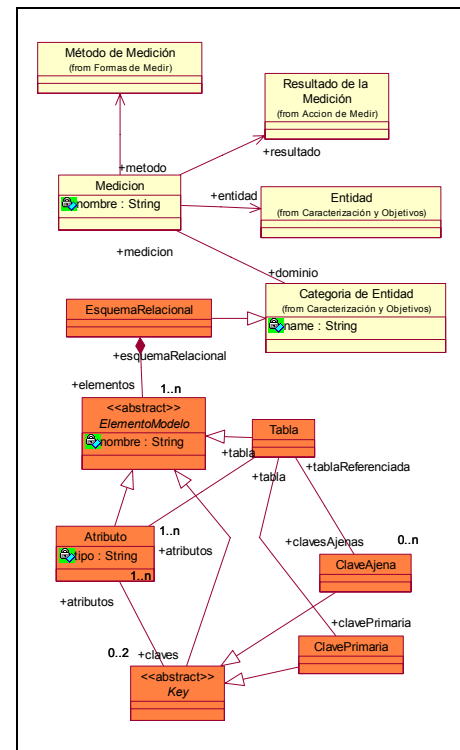 Método de Medición
(from Formas de Medir)
Resultado de la
Medición
(from Accion de Medir)
+metodo
+resultado
Medicion
nombre : String
+entidad
Entidad
(from Caracterización y Objetivos)
+medicion
+dominio
Categoria de Entidad
(from Caracterización y Objetivos)
name : String
EsquemaRelacional
+esquemaRelacional
+elementos
1..n
<<abstract>>
ElementoModelo
nombre : String
Tabla
+tabla
+tabla
+tablaReferenciada
Atributo
tipo : String
1..n
+atributos
1..n
+atributos
+clavesAjenas
0..n
ClaveAjena
+clavePrimaria
ClavePrimaria
0..2
+claves
<<abstract>>
Key